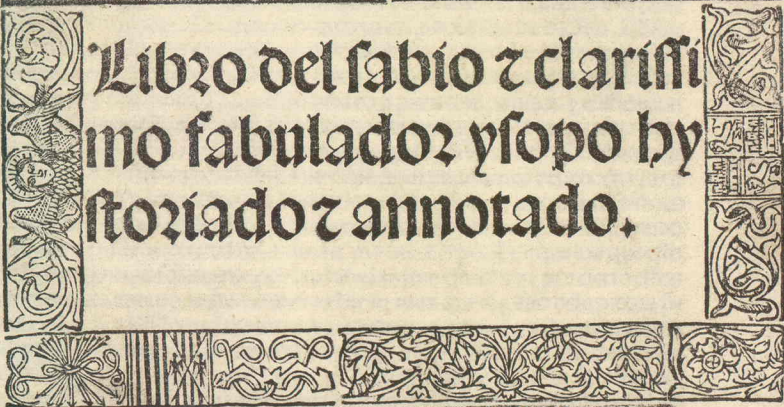 Libro del sabio ⁊ clarissi
mo fabulador ysopo hy
storiado ⁊ annotado.